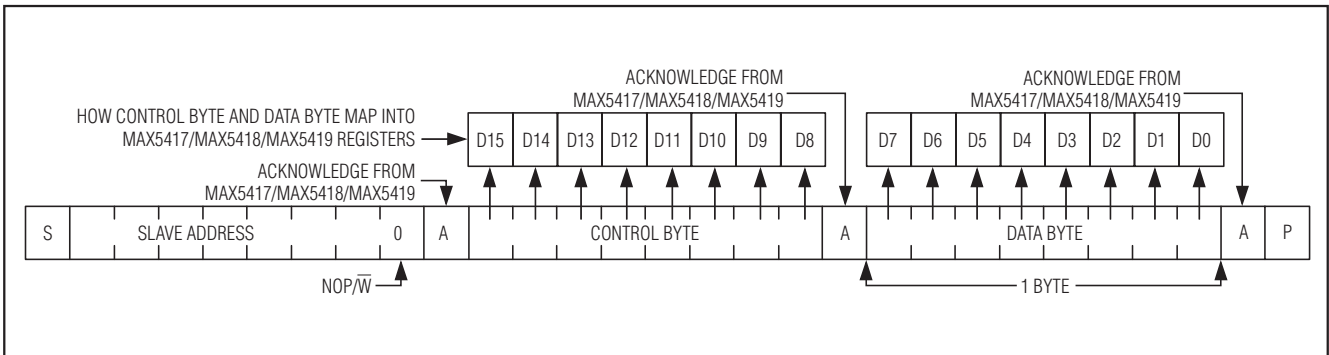 ACKNOWLEDGE FROM
MAX5417/MAX5418/MAX5419
ACKNOWLEDGE FROM
MAX5417/MAX5418/MAX5419
HOW CONTROL BYTE AND DATA BYTE MAP INTO
MAX5417/MAX5418/MAX5419 REGISTERS
D15 D14 D13 D12 D11 D10 D9 D8
D7 D6 D5 D4 D3 D2 D1 D0
ACKNOWLEDGE FROM
MAX5417/MAX5418/MAX5419
S SLAVE ADDRESS 0 A CONTROL BYTE A DATA BYTE A P
NOP/W̅
1 BYTE